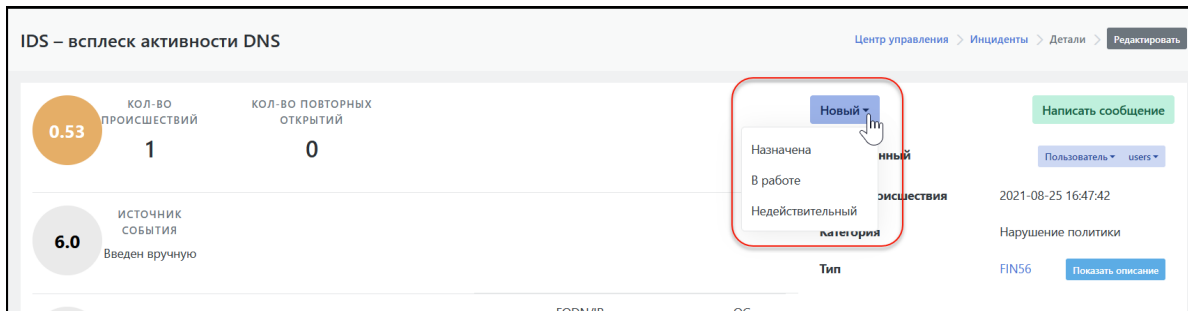 IDS – всплеск активности DNS
Центр управления > Инциденты > Детали > Редактировать
0.53
КОЛ-ВО
ПРОИСШЕСТВИЙ
1
КОЛ-ВО ПОВТОРНЫХ
ОТКРЫТИЙ
0
Новый
Написать сообщение
Назначена
нный
Пользователь users
В работе
оисшествия 2021-08-25 16:47:42
Недействительный
Категория Нарушение политики
6.0
ИСТОЧНИК
СОБЫТИЯ
Введен вручную
Тип FIN56 Показать описание